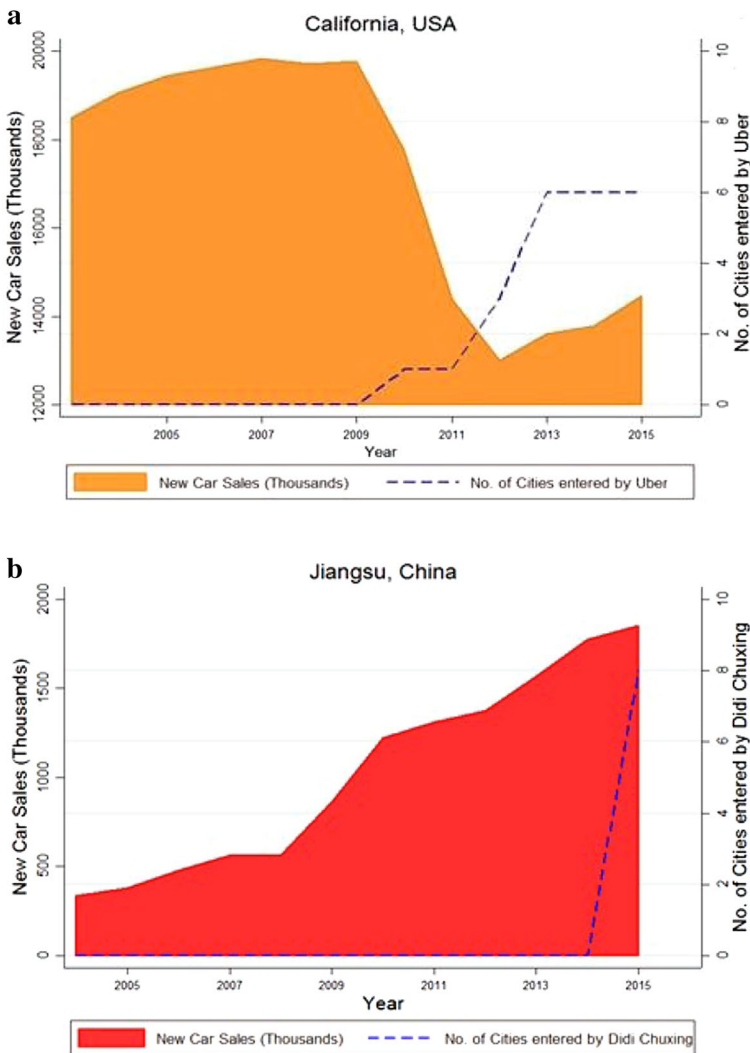 a
California, USA
New Car Sales (Thousands)
20000
18000
16000
14000
12000
No. of Cities entered by Uber
10
8
6
4
2
0
2005 2007 2009 2011 2013 2015
Year
New Car Sales (Thousands) No. of Cities entered by Uber
b
Jiangsu, China
New Car Sales (Thousands)
2000
1500
1000
500
0
No. of Cities entered by Didi Chuxing
10
8
6
4
2
0
2005 2007 2009 2011 2013 2015
Year
New Car Sales (Thousands) No. of Cities entered by Didi Chuxing